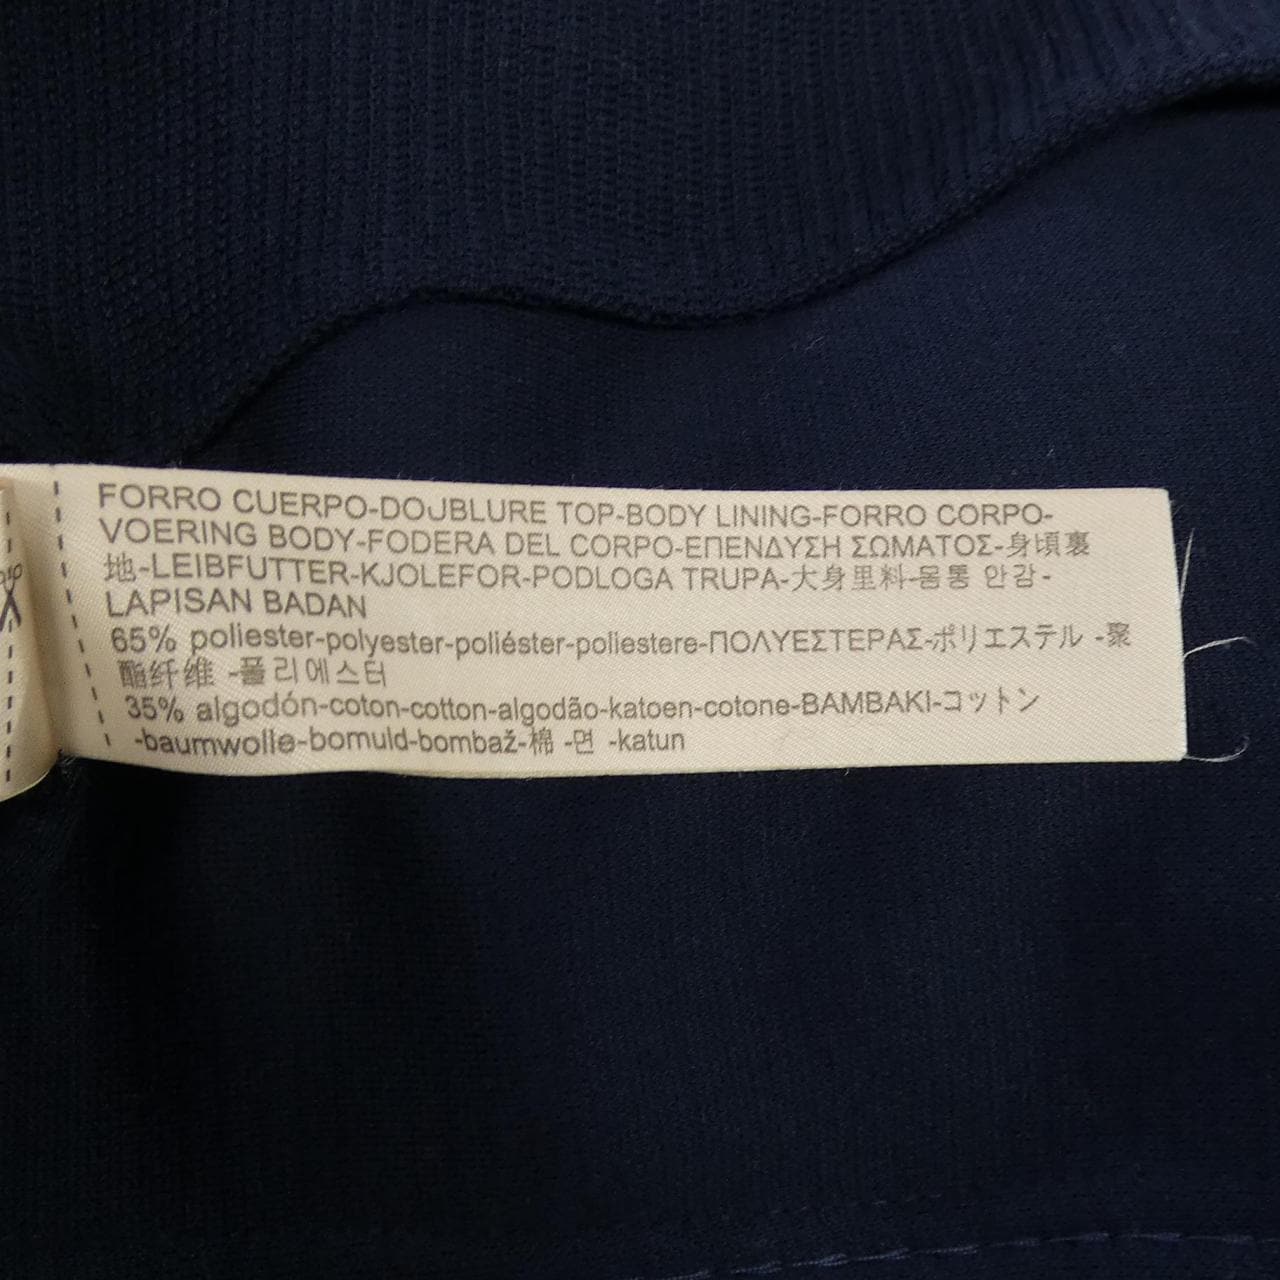 FORRO CUERPO-DOJBLURE TOP-BODY LINING-FORRO CORPO-
VOERING BODY-FODERA DEL CORPO-ΕΠΕΝΔΥΣΗ ΣΩΜΑΤΟΣ-身頃裏
地-LEIBFUTTER-KJOLEFOR-PODLOGA TRUPA-大身里料-몸통 안감-
LAPISAN BADAN
65% poliester-polyester-poliéster-poliestere-ΠΟΛΥΕΣΤΕΡΑΣ-ポリエステル -聚
酯纤维 -폴리에스터
35% algodón-coton-cotton-algodão-katoen-cotone-BAMBAKI-コットン
-baumwolle-bomuld-bombaž-棉 -면 -katun